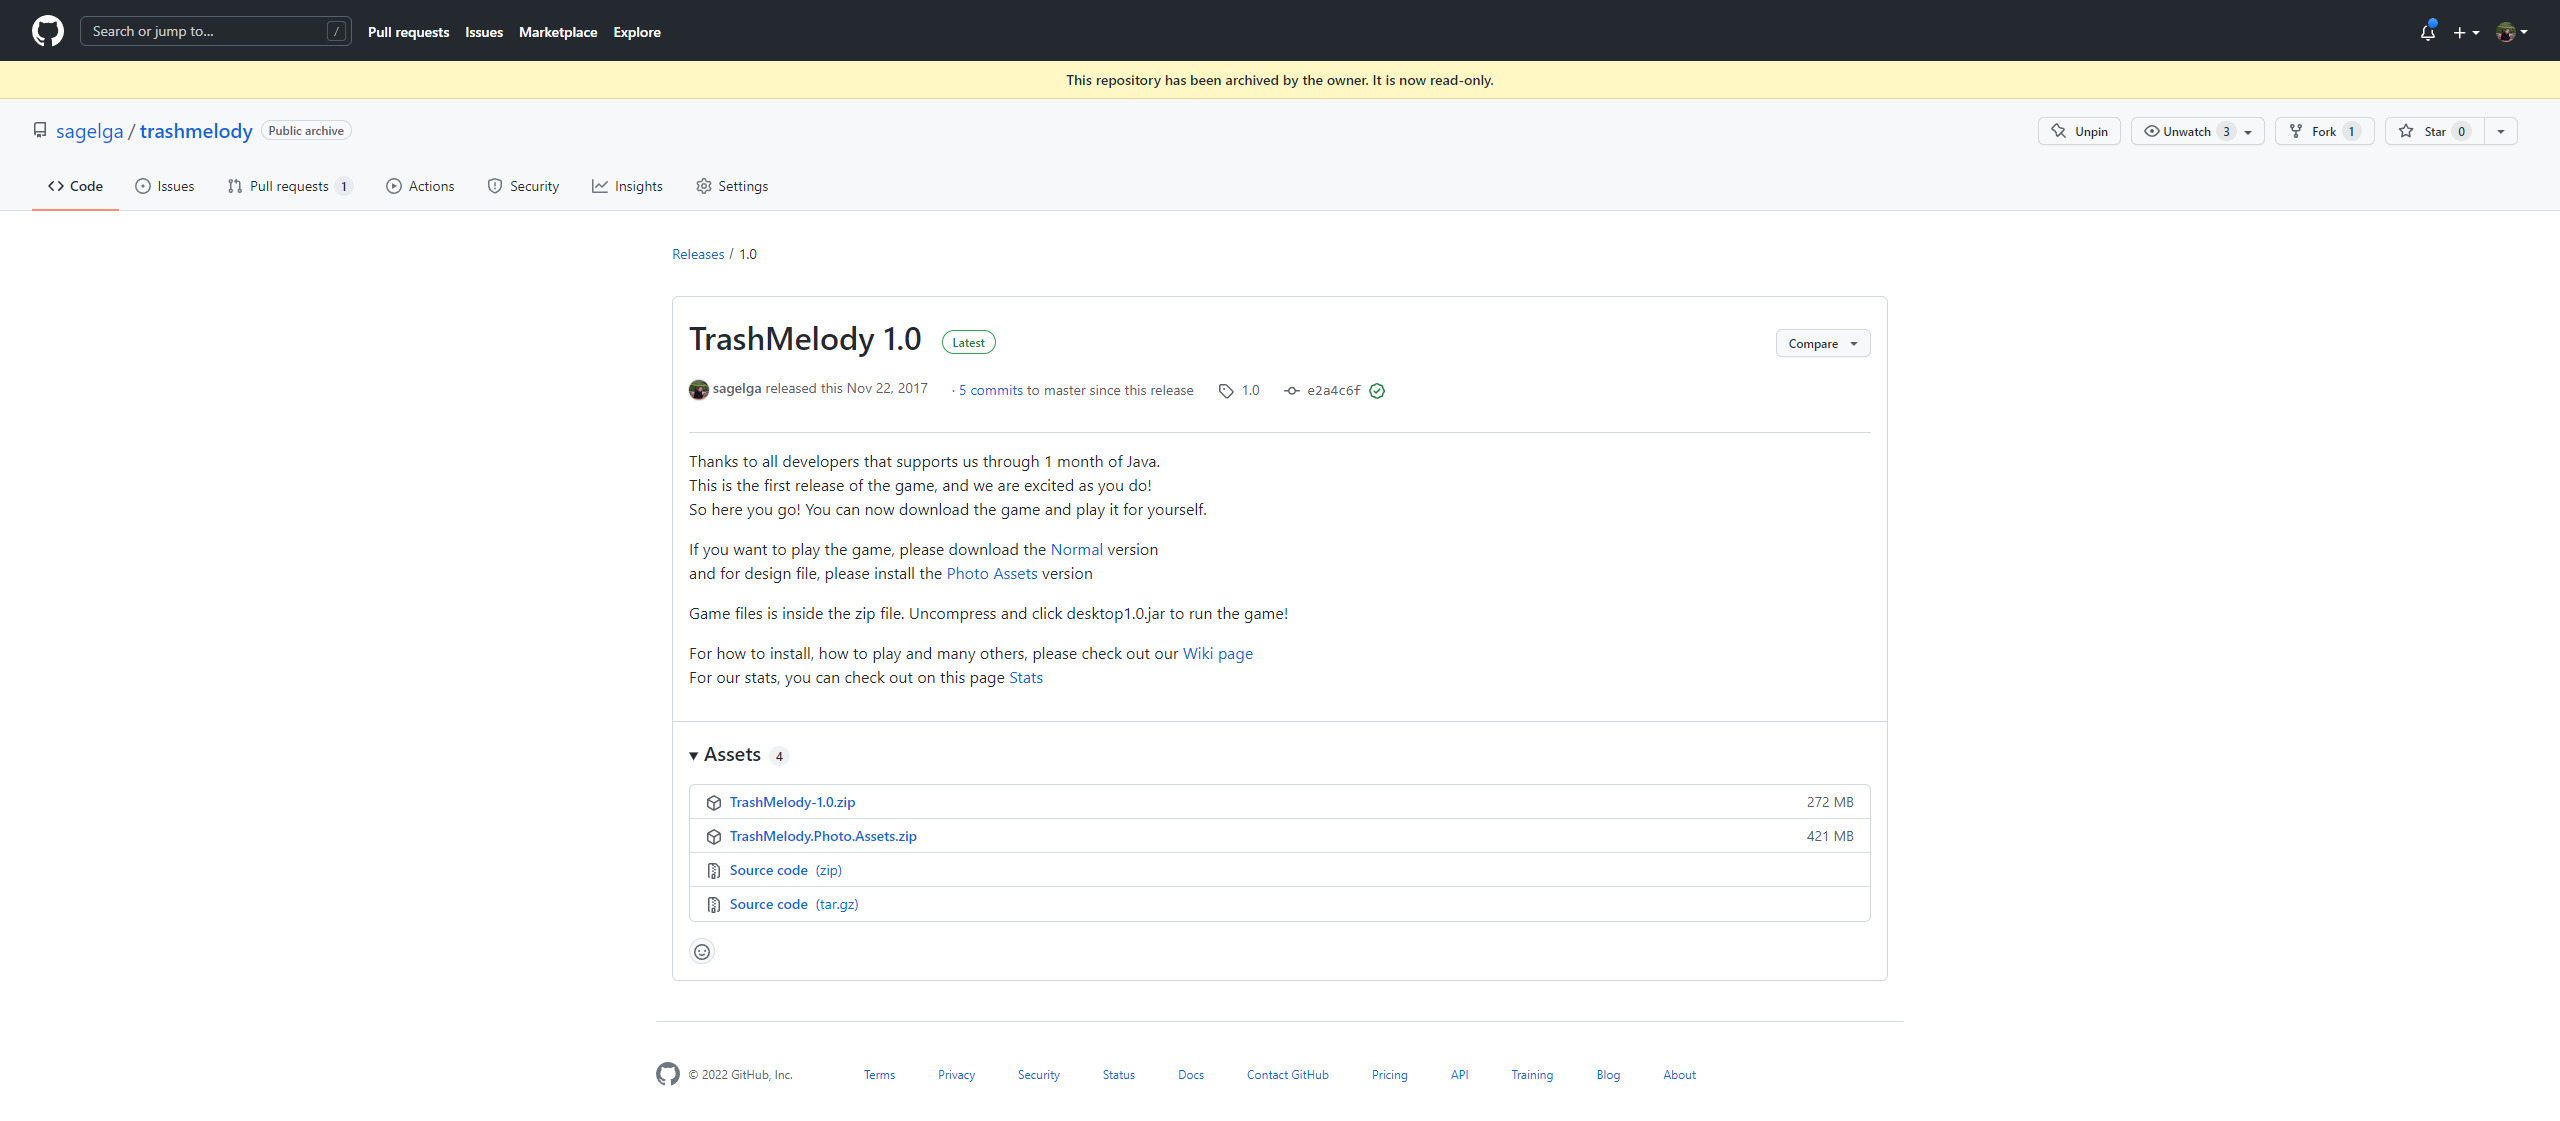 Search or jump to... /
Pull requests Issues Marketplace Explore
This repository has been archived by the owner. It is now read-only.
sagelga / trashmelody Public archive
Unpin Unwatch 3 Fork 1 Star 0
Code Issues Pull requests 1 Actions Security Insights Settings
Releases / 1.0
TrashMelody 1.0 Latest
Compare
sagelga released this Nov 22, 2017 · 5 commits to master since this release 1.0 e2a4c6f
Thanks to all developers that supports us through 1 month of Java.
This is the first release of the game, and we are excited as you do!
So here you go! You can now download the game and play it for yourself.
If you want to play the game, please download the Normal version
and for design file, please install the Photo Assets version
Game files is inside the zip file. Uncompress and click desktop1.0.jar to run the game!
For how to install, how to play and many others, please check out our Wiki page
For our stats, you can check out on this page Stats
Assets 4
TrashMelody-1.0.zip 272 MB
TrashMelody.Photo.Assets.zip 421 MB
Source code (zip)
Source code (tar.gz)
© 2022 GitHub, Inc. Terms Privacy Security Status Docs Contact GitHub Pricing API Training Blog About